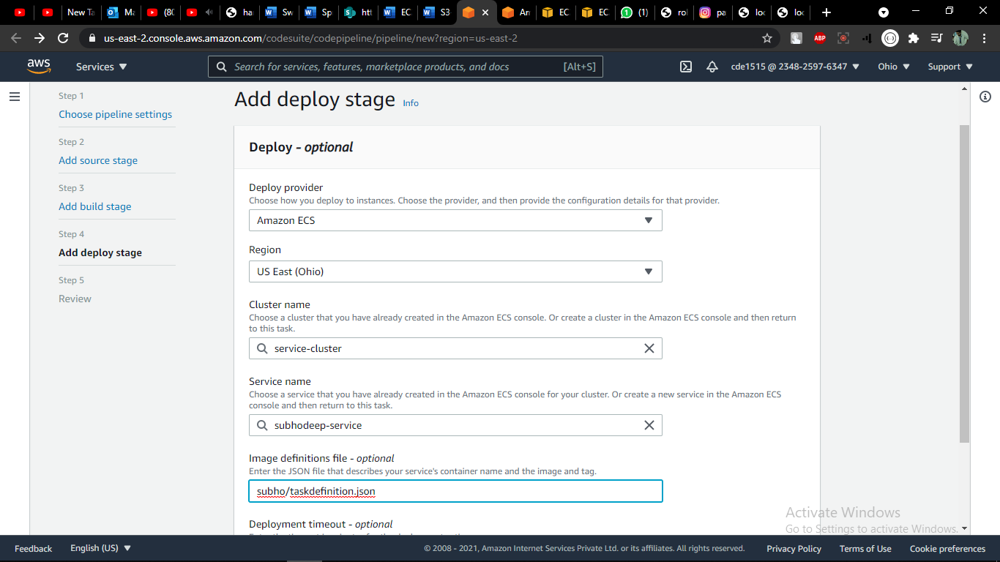 New Ta
Ma
(80
ha
Sw
Sp
htt
EC
S3
An
EC
EC
(1)
rol
pa
loc
loc
us-east-2.console.aws.amazon.com/codesuite/codepipeline/pipeline/new?region=us-east-2
ABP
aws
Services
Search for services, features, marketplace products, and docs
[Alt+S]
cde1515 @ 2348-2597-6347
Ohio
Support
Step 1
Choose pipeline settings
Step 2
Add source stage
Step 3
Add build stage
Step 4
Add deploy stage
Step 5
Review
Add deploy stage Info
Deploy - optional
Deploy provider
Choose how you deploy to instances. Choose the provider, and then provide the configuration details for that provider.
Amazon ECS
Region
US East (Ohio)
Cluster name
Choose a cluster that you have already created in the Amazon ECS console. Or create a cluster in the Amazon ECS console and then return
to this task.
service-cluster
Service name
Choose a service that you have already created in the Amazon ECS console for your cluster. Or create a new service in the Amazon ECS
console and then return to this task.
subhodeep-service
Image definitions file - optional
Enter the JSON file that describes your service's container name and the image and tag.
subho/taskdefinition.json
Deployment timeout - optional
Activate Windows
Go to Settings to activate Windows.
Feedback
English (US)
© 2008 - 2021, Amazon Internet Services Private Ltd. or its affiliates. All rights reserved.
Privacy Policy
Terms of Use
Cookie preferences